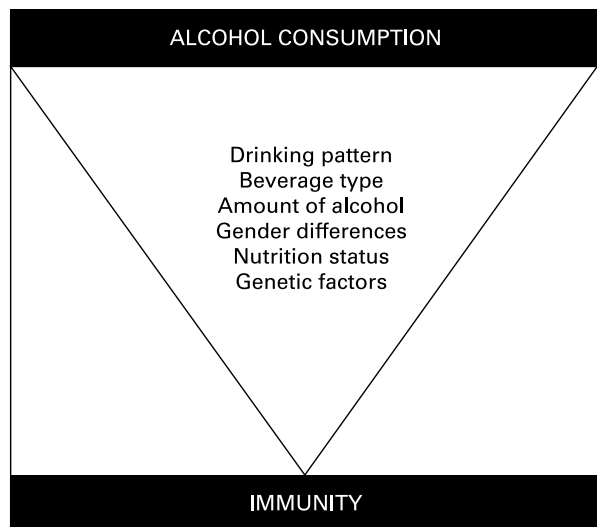 ALCOHOL CONSUMPTION
Drinking pattern
Beverage type
Amount of alcohol
Gender differences
Nutrition status
Genetic factors
IMMUNITY